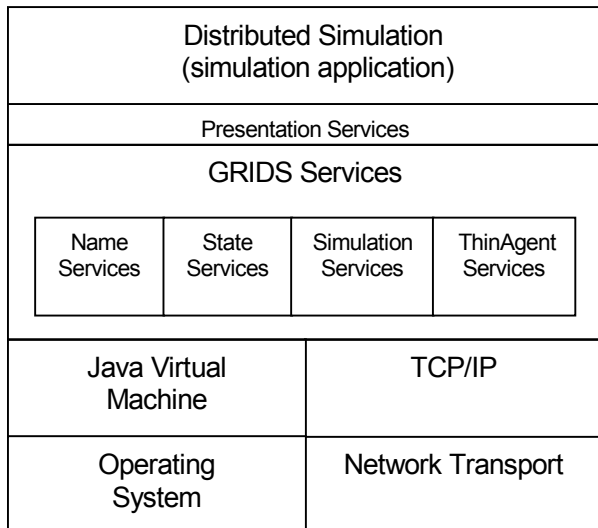 Distributed Simulation
(simulation application)
Presentation Services
GRIDS Services
Name
Services
State
Services
Simulation
Services
ThinAgent
Services
Java Virtual
Machine
TCP/IP
Operating
System
Network Transport